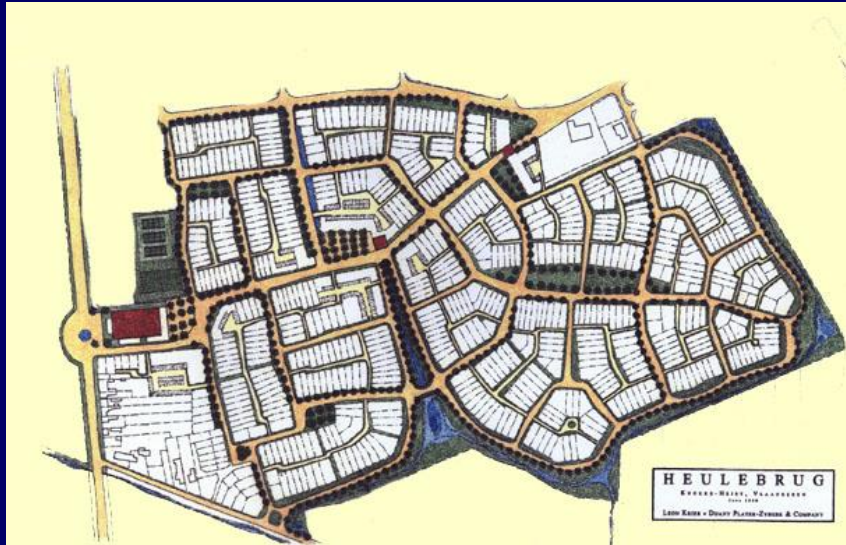 HEULEBRUG
KNOKKE-HEIST, VLAANDEREN
LEON KRIER • DUANY PLATER-ZYBERK & COMPANY